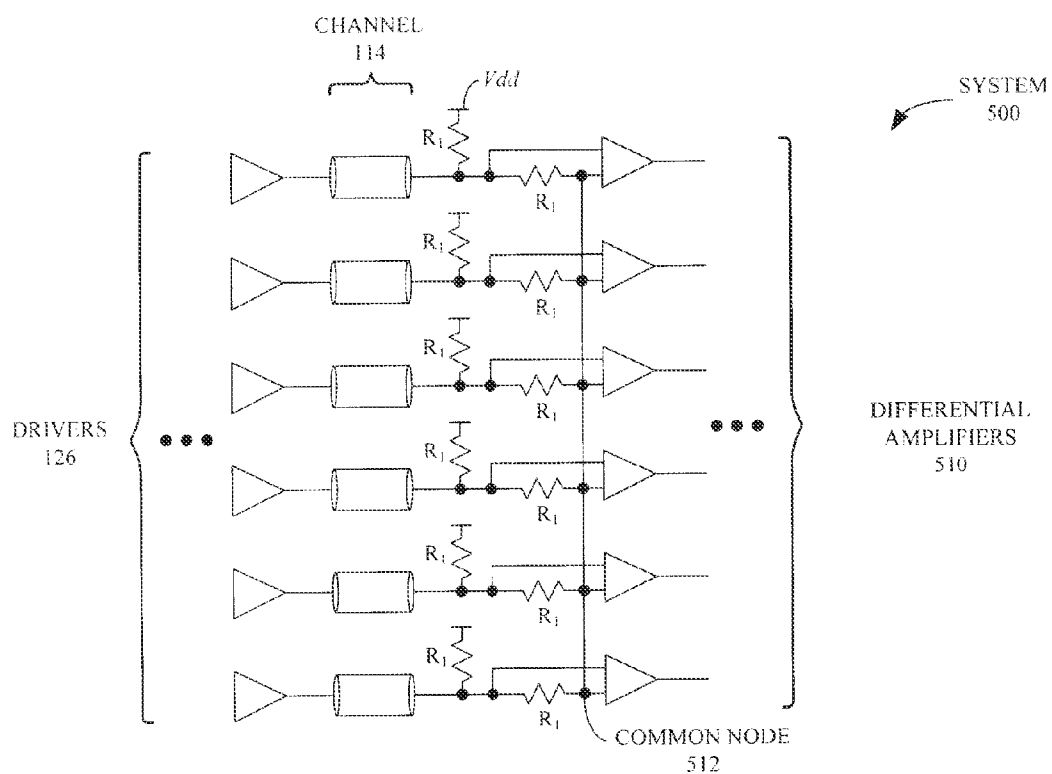 CHANNEL
114
Vdd
SYSTEM
500
R1
R1
R1
R1
R1
R1
R1
R1
DRIVERS
126
DIFFERENTIAL
AMPLIFIERS
510
R1
R1
R1
R1
COMMON NODE
512